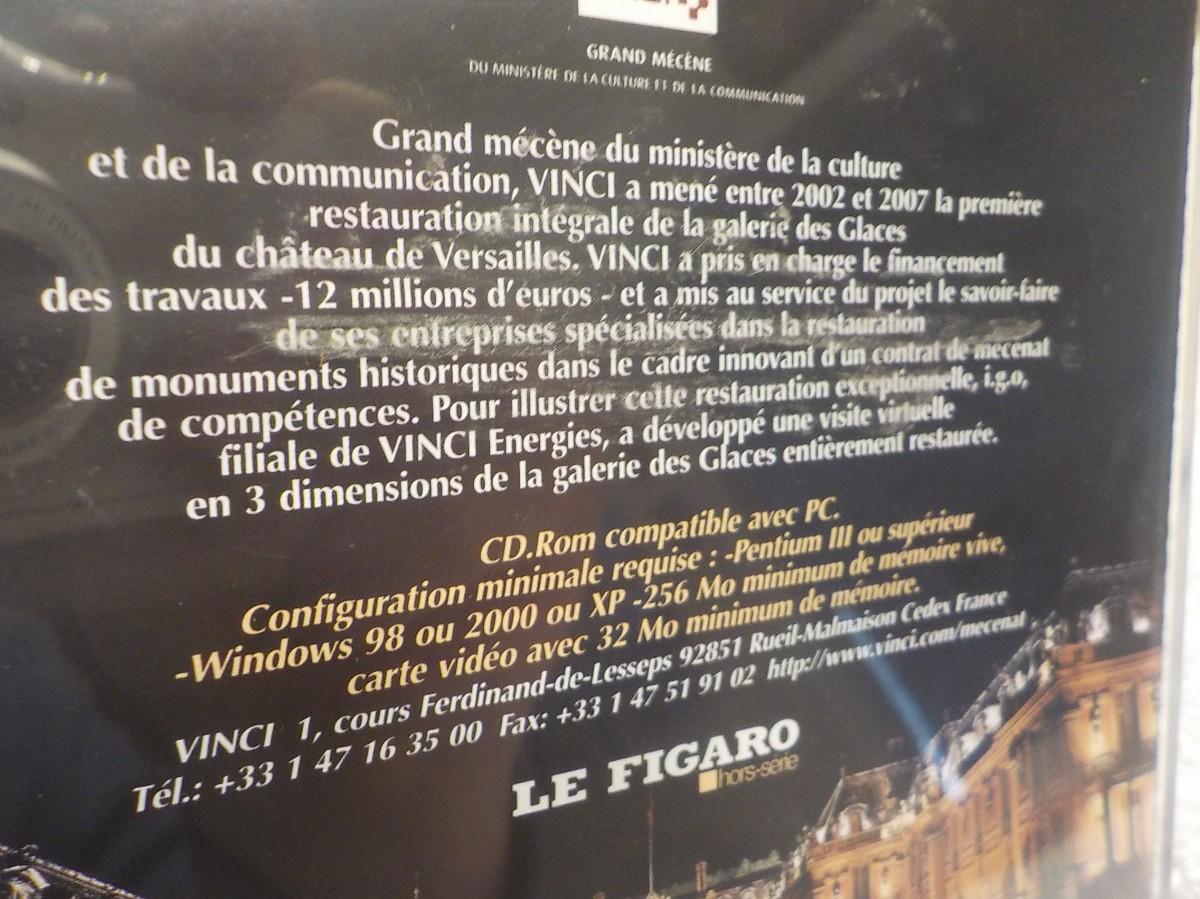 GRAND MÉCÈNE
DU MINISTÈRE DE LA CULTURE ET DE LA COMMUNICATION
Grand mécène du ministère de la culture
et de la communication, VINCI a mené entre 2002 et 2007 la première
restauration intégrale de la galerie des Glaces
du château de Versailles. VINCI a pris en charge le financement
des travaux -12 millions d'euros - et a mis au service du projet le savoir-faire
de ses entreprises spécialisées dans la restauration
de monuments historiques dans le cadre innovant d'un contrat de mecénat
de compétences. Pour illustrer cette restauration exceptionnelle, i.g.o,
filiale de VINCI Energies, a développé une visite virtuelle
en 3 dimensions de la galerie des Glaces entièrement restaurée.
CD.Rom compatible avec PC.
Configuration minimale requise : -Pentium III ou supérieur
-Windows 98 ou 2000 ou XP -256 Mo minimum de mémoire vive,
carte vidéo avec 32 Mo minimum de mémoire.
VINCI 1, cours Ferdinand-de-Lesseps 92851 Rueil-Malmaison Cedex France
Tél.: +33 1 47 16 35 00 Fax: +33 1 47 51 91 02 http://www.vinci.com/mecenat
LE FIGARO
hors-série